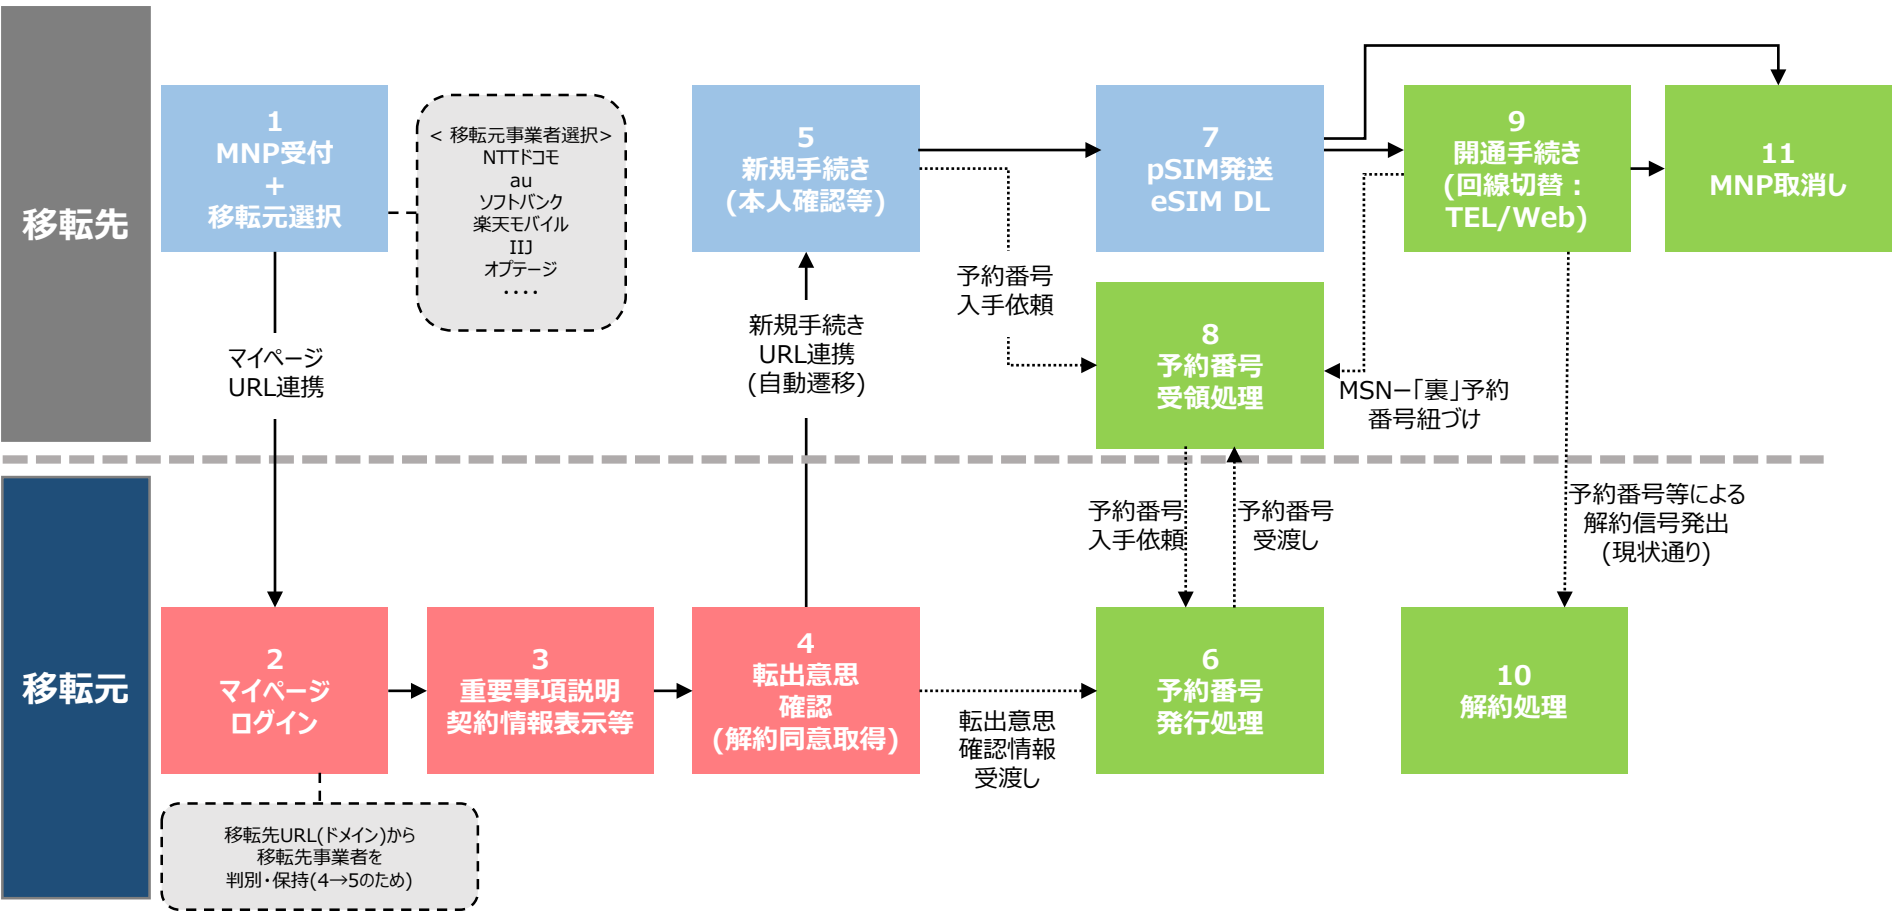 移転先
1
MNP受付
+
移転元選択
< 移転元事業者選択>
NTTドコモ
au
ソフトバンク
楽天モバイル
IIJ
オプテージ
・・・・
マイページ
URL連携
5
新規手続き
(本人確認等)
新規手続き
URL連携
(自動遷移)
予約番号
入手依頼
7
pSIM発送
eSIM DL
8
予約番号
受領処理
9
開通手続き
(回線切替：
TEL/Web)
MSN−「裏」予約
番号紐づけ
11
MNP取消し
移転元
2
マイページ
ログイン
移転先URL(ドメイン)から
移転先事業者を
判別・保持(4→5のため)
3
重要事項説明
契約情報表示等
4
転出意思
確認
(解約同意取得)
転出意思
確認情報
受渡し
予約番号
入手依頼
予約番号
受渡し
6
予約番号
発行処理
予約番号等による
解約信号発出
(現状通り)
10
解約処理